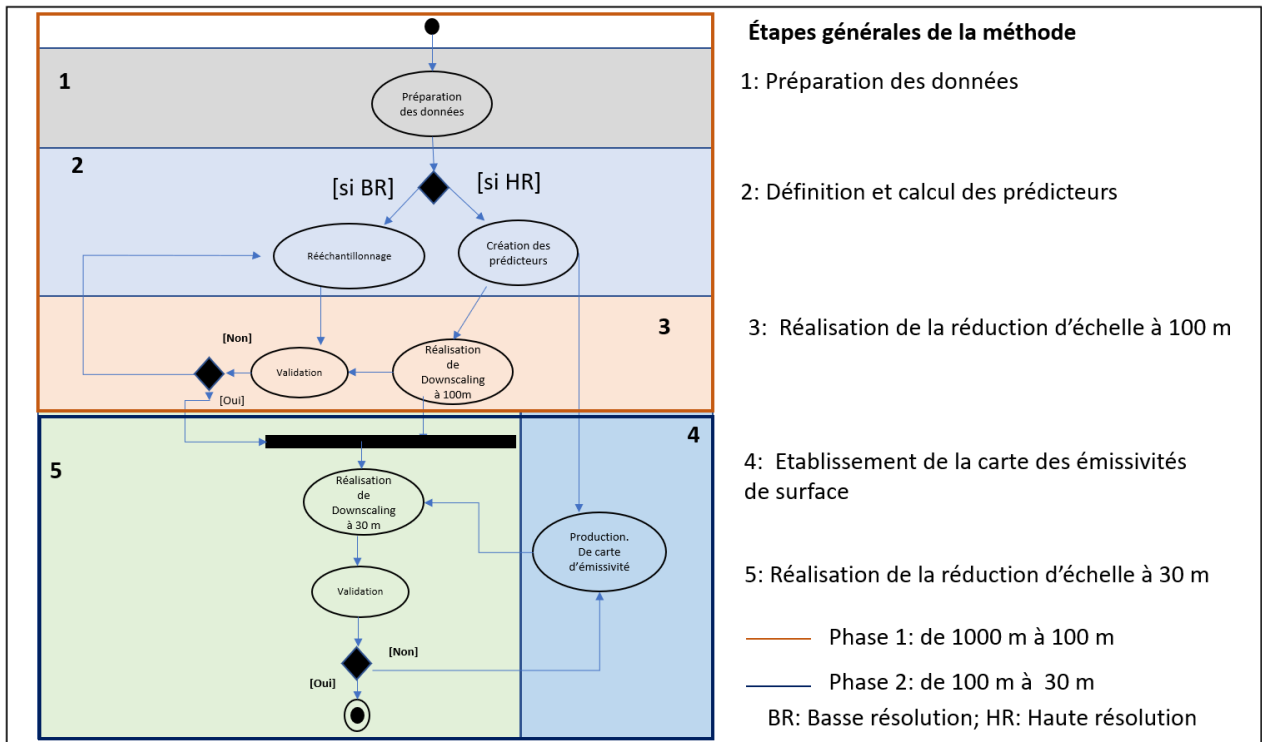 1
Préparation
des données
2
[si BR]
[si HR]
Rééchantillonnage
Création des
prédicteurs
3
[Non]
Validation
Réalisation
de
Downscaling
à 100m
[Oui]
4
5
Réalisation
de
Downscaling
à 30 m
Production.
De carte
d’émissivité
Validation
[Non]
[Oui]
Étapes générales de la méthode
1: Préparation des données
2: Définition et calcul des prédicteurs
3: Réalisation de la réduction d’échelle à 100 m
4: Etablissement de la carte des émissivités
de surface
5: Réalisation de la réduction d’échelle à 30 m
Phase 1: de 1000 m à 100 m
Phase 2: de 100 m à 30 m
BR: Basse résolution; HR: Haute résolution